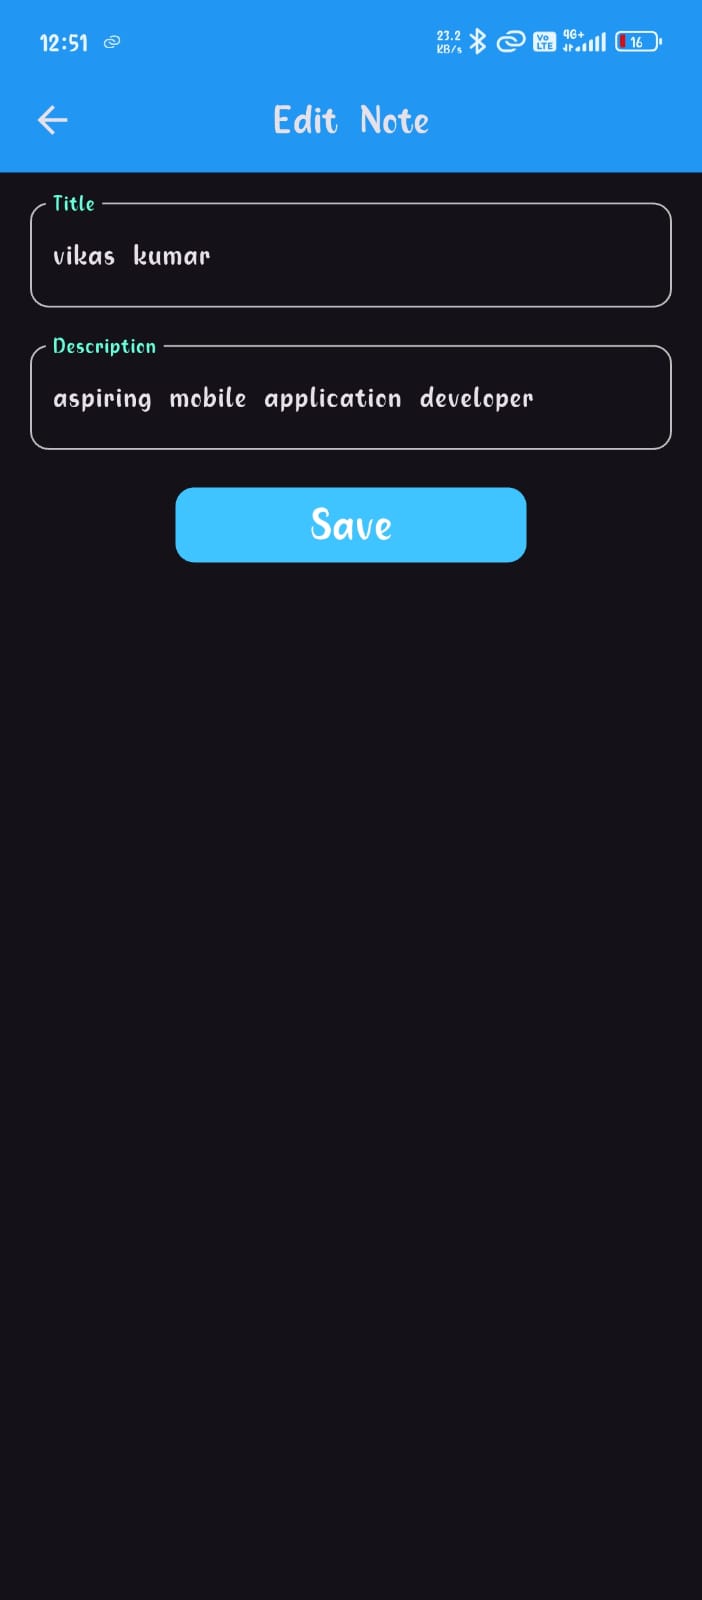 12:51 23.2 KB/s Vo LTE 4G+ 16
Edit Note
Title
vikas kumar
Description
aspiring mobile application developer
Save